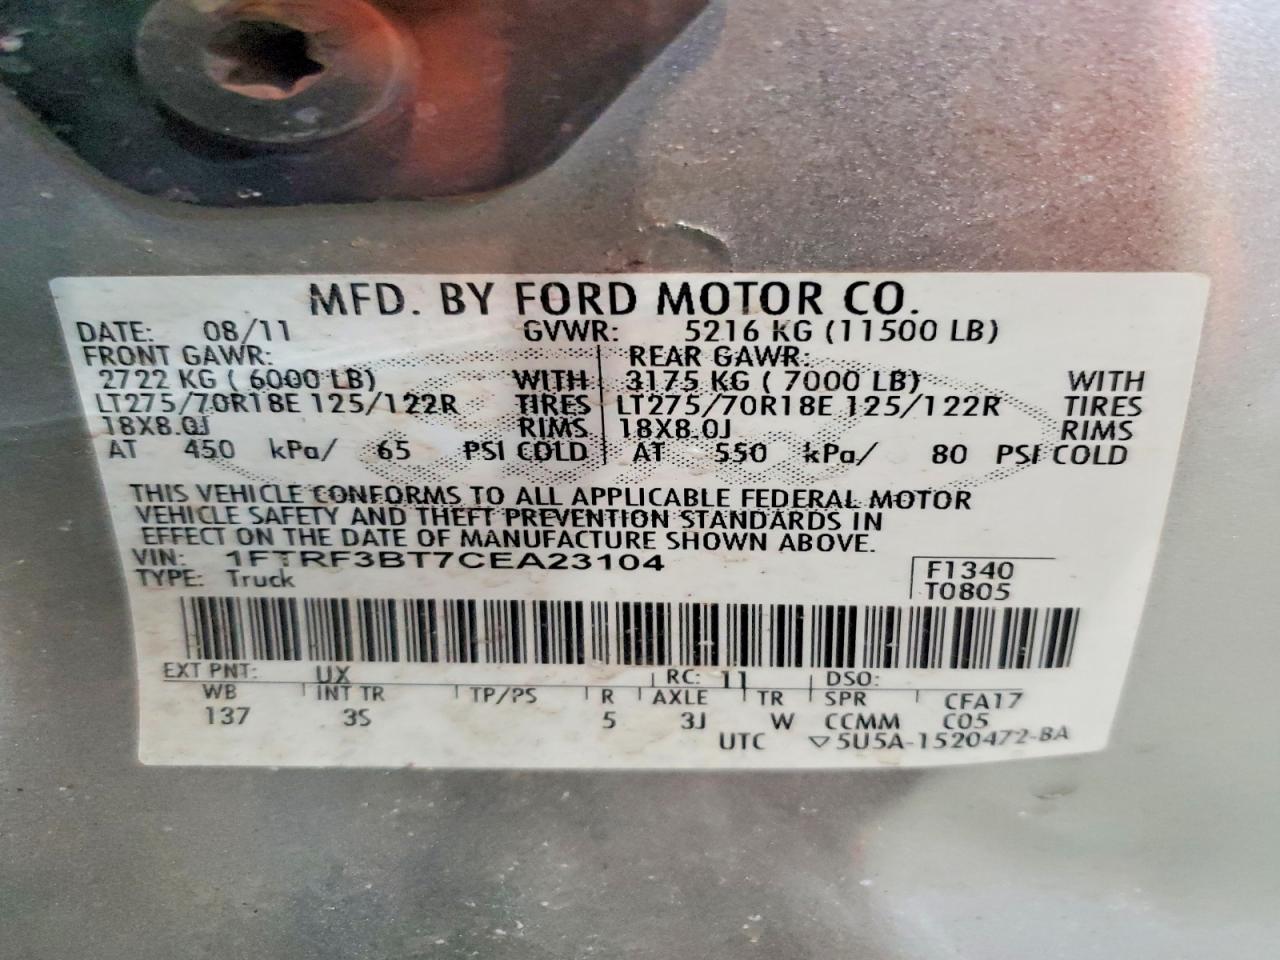 MFD. BY FORD MOTOR CO.
DATE: 08/11 GVWR: 5216 KG (11500 LB)
FRONT GAWR: REAR GAWR:
2722 KG ( 6000 LB) WITH 3175 KG ( 7000 LB) WITH
LT275/70R18E 125/122R TIRES LT275/70R18E 125/122R TIRES
18X8.0J RIMS 18X8.0J RIMS
AT 450 kPa/ 65 PSI COLD AT 550 kPa/ 80 PSI COLD
THIS VEHICLE CONFORMS TO ALL APPLICABLE FEDERAL MOTOR
VEHICLE SAFETY AND THEFT PREVENTION STANDARDS IN
EFFECT ON THE DATE OF MANUFACTURE SHOWN ABOVE.
VIN: 1FTRF3BT7CEA23104
TYPE: Truck
F1340
T0805
EXT PNT: UX RC: 11 DSO:
WB INT TR TP/PS R AXLE TR SPR CFA17
137 3S 5 3J W CCMM C05
UTC ▽5U5A-1520472-BA